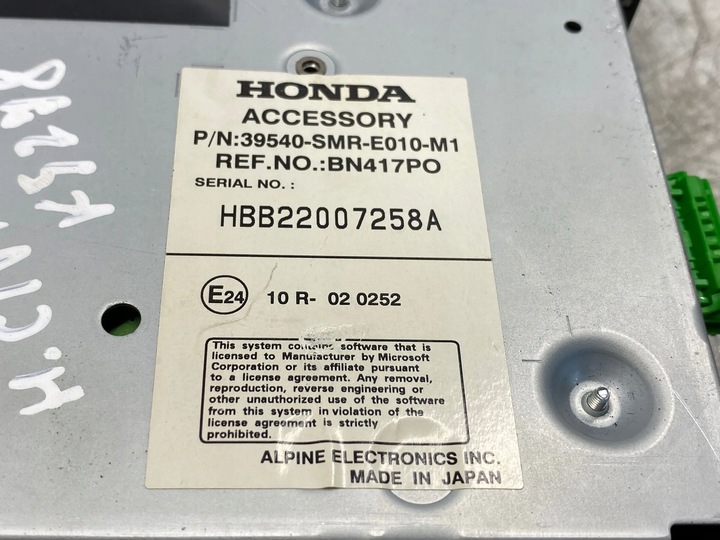 HONDA
ACCESSORY
P/N:39540-SMR-E010-M1
REF.NO.:BN417PO
SERIAL NO.:
HBB22007258A
E24 10 R- 02 0252
This system contains software that is
licensed to Manufacturer by Microsoft
Corporation or its affiliate pursuant
to a license agreement. Any removal,
reproduction, reverse engineering or
other unauthorized use of the software
from this system in violation of the
license agreement is strictly
prohibited.
ALPINE ELECTRONICS INC.
MADE IN JAPAN